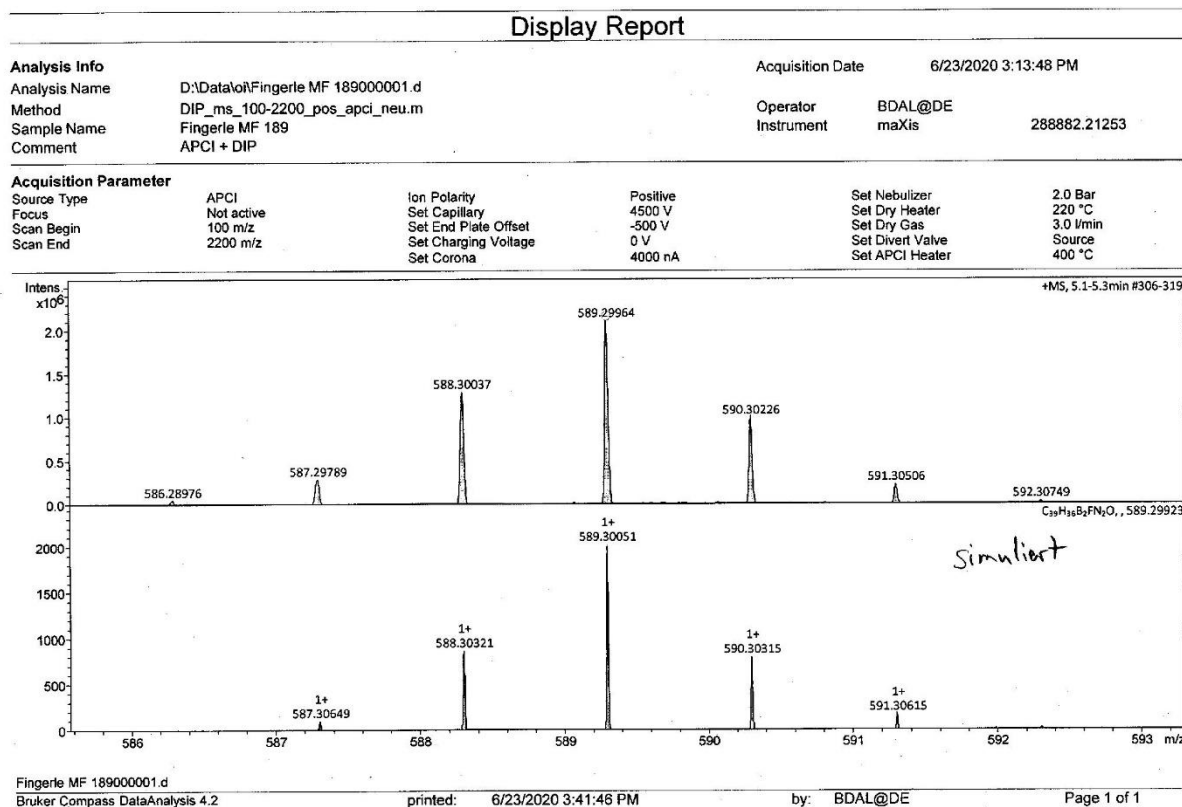 Display Report
Analysis Info
Acquisition Date 6/23/2020 3:13:48 PM
Analysis Name D:\Data\oi\Fingerle MF 189000001.d
Method DIP_ms_100-2200_pos_apci_neu.m
Operator BDAL@DE
Sample Name Fingerle MF 189
Instrument maXis 288882.21253
Comment APCI + DIP
Acquisition Parameter
Source Type APCI Ion Polarity Positive Set Nebulizer 2.0 Bar
Focus Not active Set Capillary 4500 V Set Dry Heater 220 °C
Scan Begin 100 m/z Set End Plate Offset -500 V Set Dry Gas 3.0 l/min
Scan End 2200 m/z Set Charging Voltage 0 V Set Divert Valve Source
Set Corona 4000 nA Set APCI Heater 400 °C
Intens.
x10⁶
+MS, 5.1-5.3min #306-319
589.29964
2.0
1.5
588.30037
1.0
590.30226
0.5
587.29789
591.30506
586.28976
592.30749
0.0
C₃₉H₃₆B₂FN₂O, , 589.29923
1+
589.30051
2000
simuliert
1500
1000
1+
588.30321
1+
590.30315
500
1+
587.30649
1+
591.30615
0
586 587 588 589 590 591 592 593 m/z
Fingerle MF 189000001.d
Bruker Compass DataAnalysis 4.2 printed: 6/23/2020 3:41:46 PM by: BDAL@DE Page 1 of 1